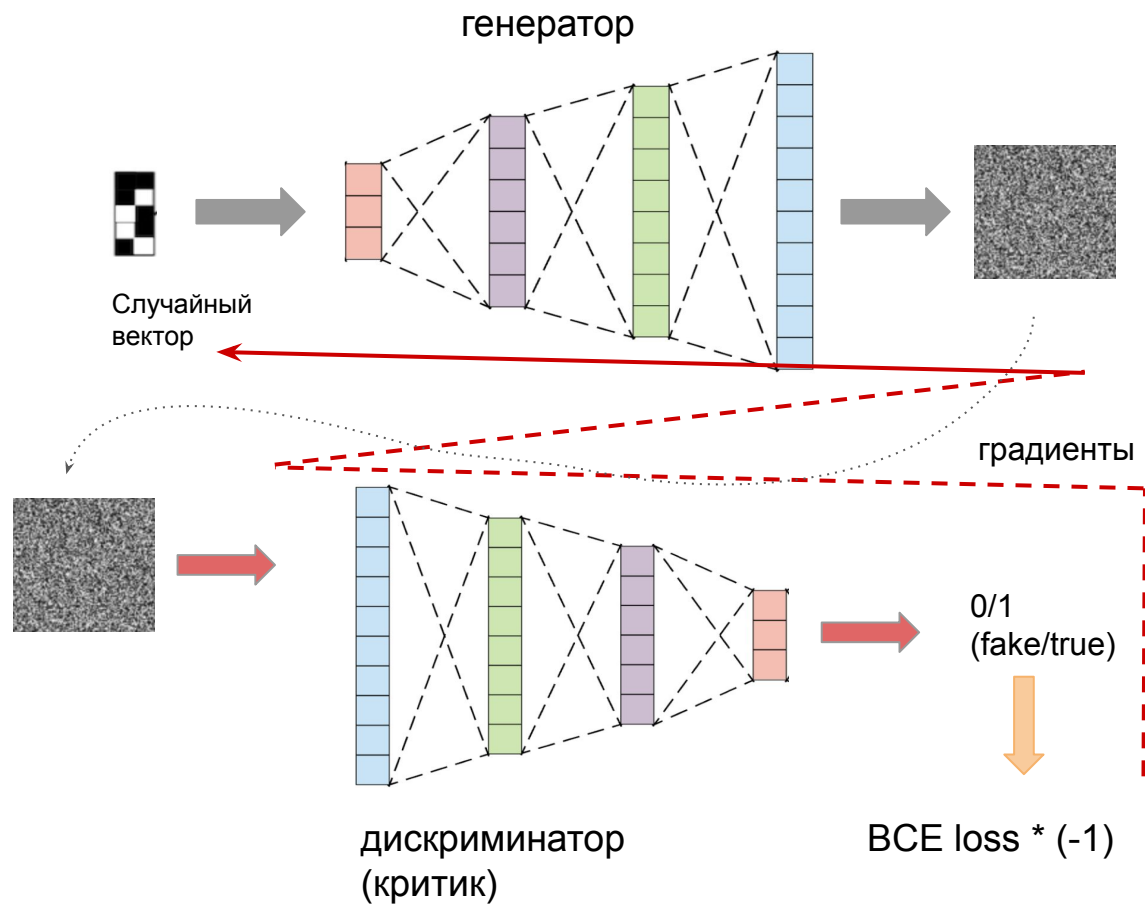 генератор
Случайный
вектор
градиенты
0/1
(fake/true)
дискриминатор
(критик)
BCE loss * (-1)